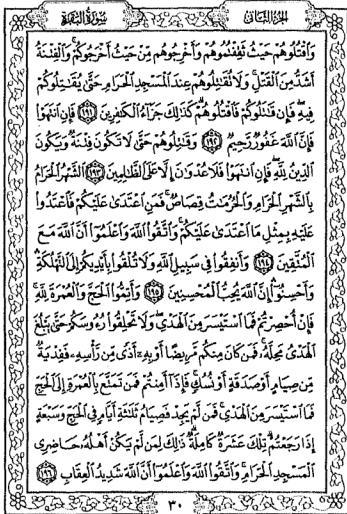 الجزء الثاني سورة البقرة
وَاقْتُلُوهُمْ حَيْثُ ثَقِفْتُمُوهُمْ وَأَخْرِجُوهُم مِّنْ حَيْثُ أَخْرَجُوكُمْ وَالْفِتْنَةُ
أَشَدُّ مِنَ الْقَتْلِ وَلَا تُقَاتِلُوهُمْ عِندَ الْمَسْجِدِ الْحَرَامِ حَتَّىٰ يُقَاتِلُوكُمْ
فِيهِ فَإِن قَاتَلُوكُمْ فَاقْتُلُوهُمْ كَذَٰلِكَ جَزَاءُ الْكَافِرِينَ ١٩١ فَإِنِ انتَهَوْا
فَإِنَّ اللَّهَ غَفُورٌ رَّحِيمٌ ١٩٢ وَقَاتِلُوهُمْ حَتَّىٰ لَا تَكُونَ فِتْنَةٌ وَيَكُونَ
الدِّينُ لِلَّهِ فَإِنِ انتَهَوْا فَلَا عُدْوَانَ إِلَّا عَلَى الظَّالِمِينَ ١٩٣ الشَّهْرُ الْحَرَامُ
بِالشَّهْرِ الْحَرَامِ وَالْحُرُمَاتُ قِصَاصٌ فَمَنِ اعْتَدَىٰ عَلَيْكُمْ فَاعْتَدُوا
عَلَيْهِ بِمِثْلِ مَا اعْتَدَىٰ عَلَيْكُمْ وَاتَّقُوا اللَّهَ وَاعْلَمُوا أَنَّ اللَّهَ مَعَ
الْمُتَّقِينَ ١٩٤ وَأَنفِقُوا فِي سَبِيلِ اللَّهِ وَلَا تُلْقُوا بِأَيْدِيكُمْ إِلَى التَّهْلُكَةِ
وَأَحْسِنُوا إِنَّ اللَّهَ يُحِبُّ الْمُحْسِنِينَ ١٩٥ وَأَتِمُّوا الْحَجَّ وَالْعُمْرَةَ لِلَّهِ
فَإِنْ أُحْصِرْتُمْ فَمَا اسْتَيْسَرَ مِنَ الْهَدْيِ وَلَا تَحْلِقُوا رُءُوسَكُمْ حَتَّىٰ يَبْلُغَ
الْهَدْيُ مَحِلَّهُ فَمَن كَانَ مِنكُم مَّرِيضًا أَوْ بِهِ أَذًى مِّن رَّأْسِهِ فَفِدْيَةٌ
مِّن صِيَامٍ أَوْ صَدَقَةٍ أَوْ نُسُكٍ فَإِذَا أَمِنتُمْ فَمَن تَمَتَّعَ بِالْعُمْرَةِ إِلَى الْحَجِّ
فَمَا اسْتَيْسَرَ مِنَ الْهَدْيِ فَمَن لَّمْ يَجِدْ فَصِيَامُ ثَلَاثَةِ أَيَّامٍ فِي الْحَجِّ وَسَبْعَةٍ
إِذَا رَجَعْتُمْ تِلْكَ عَشَرَةٌ كَامِلَةٌ ذَٰلِكَ لِمَن لَّمْ يَكُنْ أَهْلُهُ حَاضِرِي
الْمَسْجِدِ الْحَرَامِ وَاتَّقُوا اللَّهَ وَاعْلَمُوا أَنَّ اللَّهَ شَدِيدُ الْعِقَابِ ١٩٦
٣٠